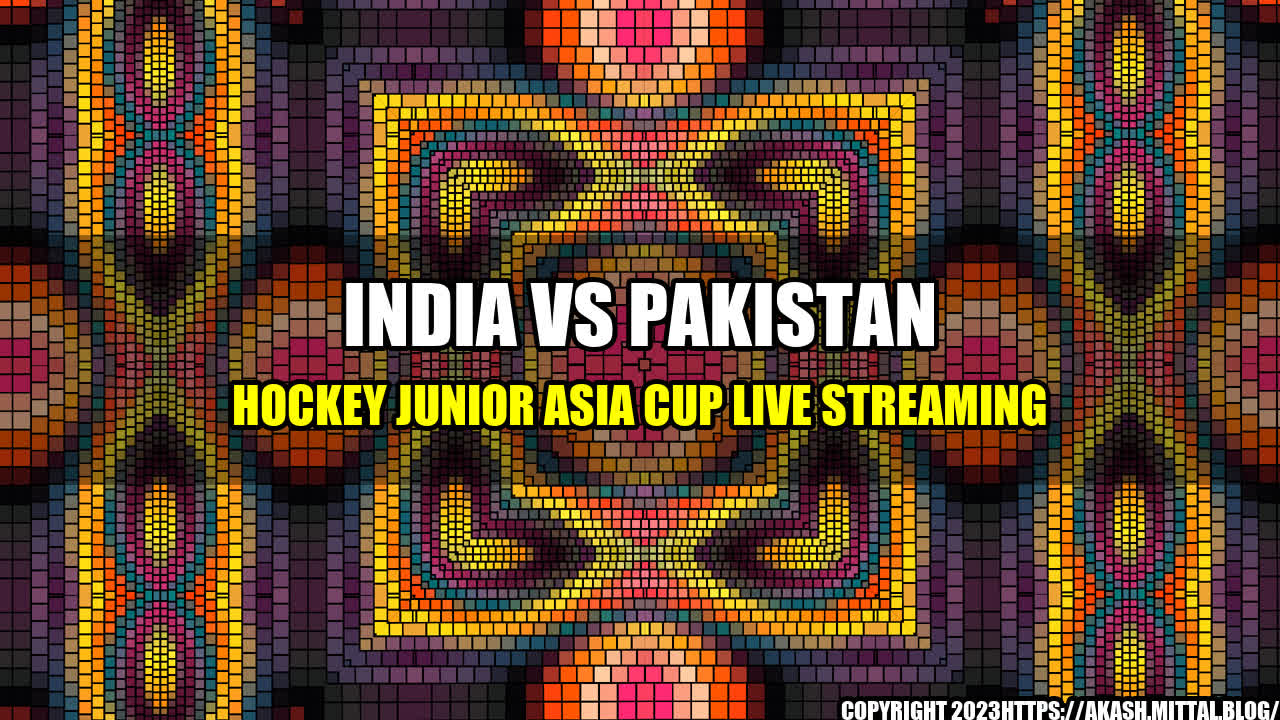 INDIA VS PAKISTAN
HOCKEY JUNIOR ASIA CUP LIVE STREAMING
COPYRIGHT 2023HTTPS://AKASH.MITTAL.BLOG/